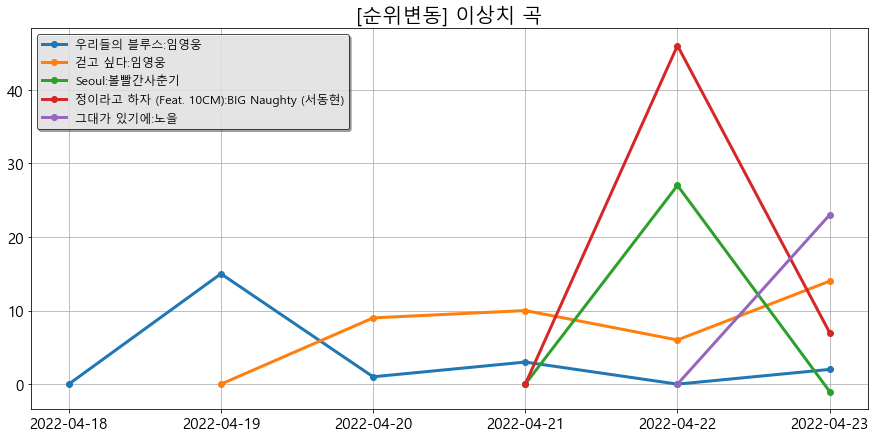 [순위변동] 이상치 곡
우리들의 블루스:임영웅
걷고 싶다:임영웅
Seoul:볼빨간사춘기
정이라고 하자 (Feat. 10CM):BIG Naughty (서동현)
그대가 있기에:노을
40
30
20
10
0
2022-04-18 2022-04-19 2022-04-20 2022-04-21 2022-04-22 2022-04-23